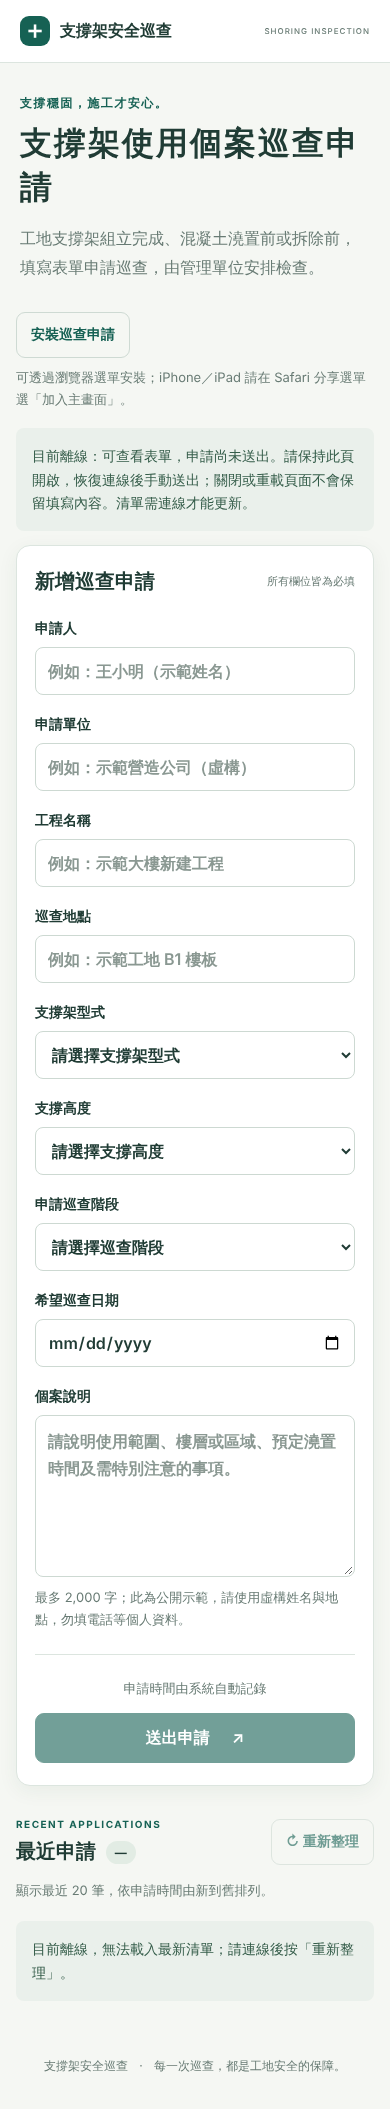 支撐架安全巡查
SHORING INSPECTION
支撐穩固，施工才安心。
支撐架使用個案巡查申
請
工地支撐架組立完成、混凝土澆置前或拆除前，
填寫表單申請巡查，由管理單位安排檢查。
安裝巡查申請
可透過瀏覽器選單安裝；iPhone／iPad 請在 Safari 分享選單
選「加入主畫面」。
目前離線：可查看表單，申請尚未送出。請保持此頁
開啟，恢復連線後手動送出；關閉或重載頁面不會保
留填寫內容。清單需連線才能更新。
新增巡查申請
所有欄位皆為必填
申請人
例如：王小明（示範姓名）
申請單位
例如：示範營造公司（虛構）
工程名稱
例如：示範大樓新建工程
巡查地點
例如：示範工地 B1 樓板
支撐架型式
請選擇支撐架型式
支撐高度
請選擇支撐高度
申請巡查階段
請選擇巡查階段
希望巡查日期
mm/dd/yyyy
個案說明
請說明使用範圍、樓層或區域、預定澆置
時間及需特別注意的事項。
最多 2,000 字；此為公開示範，請使用虛構姓名與地
點，勿填電話等個人資料。
申請時間由系統自動記錄
送出申請 ↗
RECENT APPLICATIONS
最近申請 —
↻ 重新整理
顯示最近 20 筆，依申請時間由新到舊排列。
目前離線，無法載入最新清單；請連線後按「重新整
理」。
支撐架安全巡查 · 每一次巡查，都是工地安全的保障。